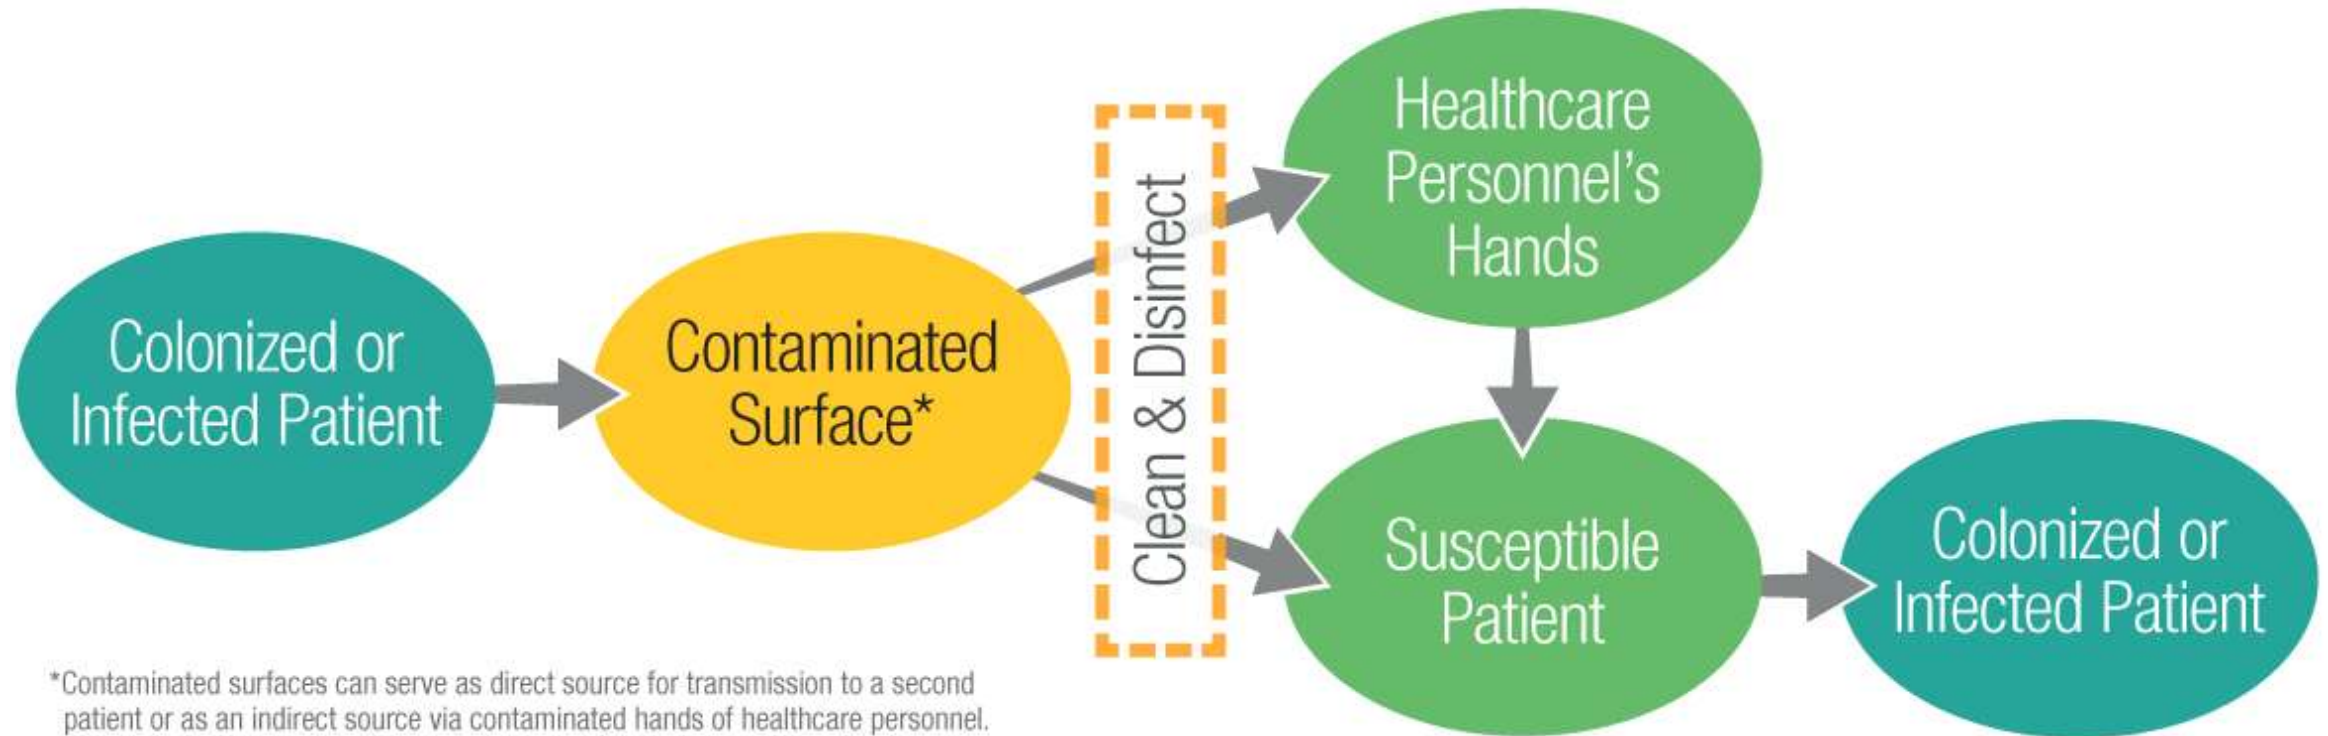 Colonized or
Infected Patient
Contaminated
Surface*
Clean & Disinfect
Healthcare
Personnel’s
Hands
Susceptible
Patient
Colonized or
Infected Patient
*Contaminated surfaces can serve as direct source for transmission to a second
patient or as an indirect source via contaminated hands of healthcare personnel.